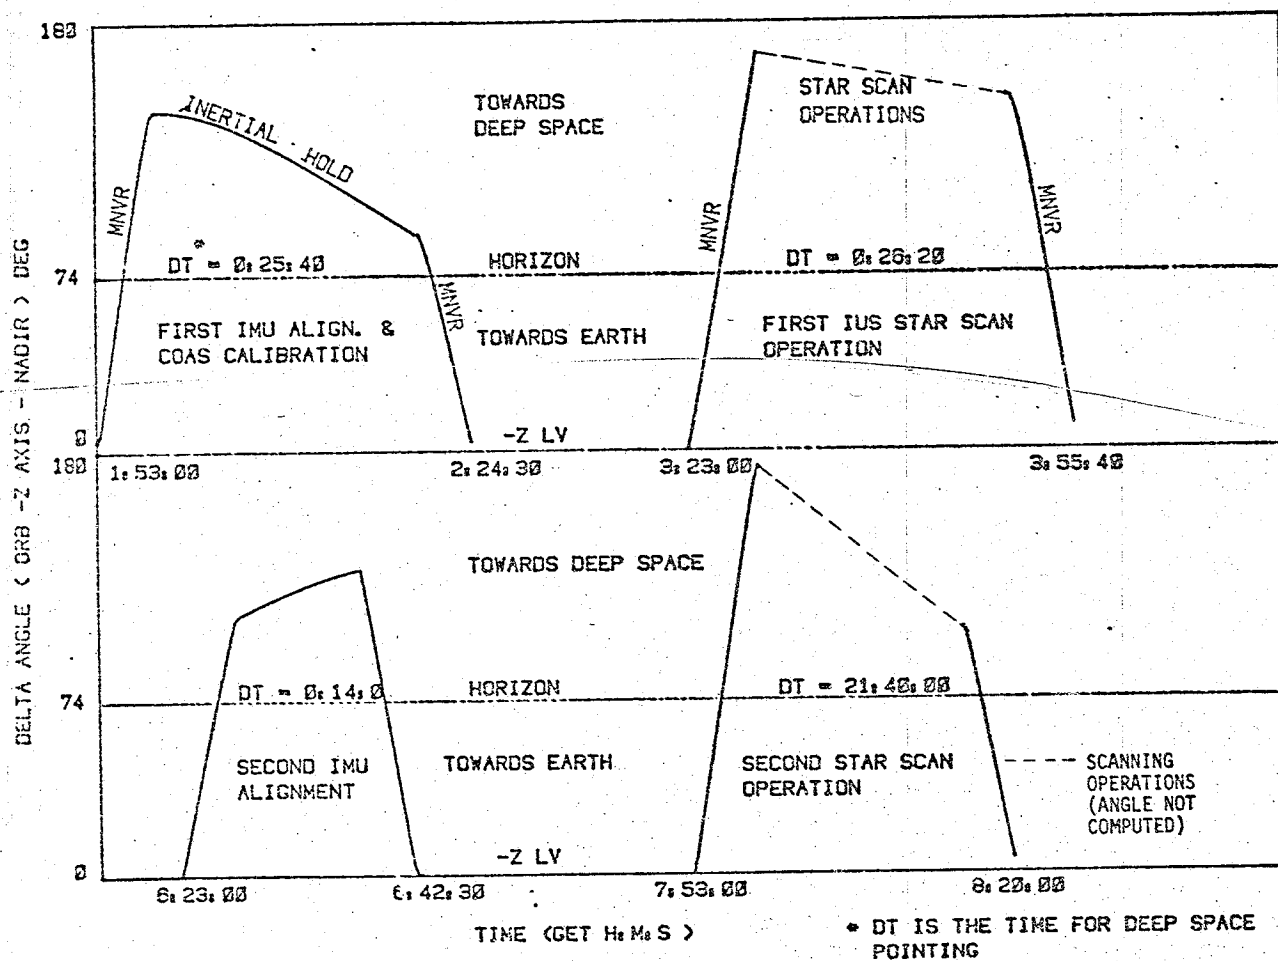 180
INERTIAL - HOLD
TOWARDS
DEEP SPACE
STAR SCAN
OPERATIONS
MNVR
MNVR
MNVR
DT* = 0:25:40
HORIZON
DT = 0:26:20
74
MNVR
FIRST IMU ALIGN. &
COAS CALIBRATION
TOWARDS EARTH
FIRST IUS STAR SCAN
OPERATION
0
-Z LV
180
1:53:00
2:24:30
3:23:00
3:55:40
DELTA ANGLE ( ORB -Z AXIS - NADIR ) DEG
TOWARDS DEEP SPACE
DT = 0:14:0
HORIZON
DT = 21:40:00
74
SECOND IMU
ALIGNMENT
TOWARDS EARTH
SECOND STAR SCAN
OPERATION
- - - - SCANNING
OPERATIONS
(ANGLE NOT
COMPUTED)
0
-Z LV
6:23:00
6:42:30
7:53:00
8:20:00
TIME (GET H:M:S )
* DT IS THE TIME FOR DEEP SPACE
POINTING